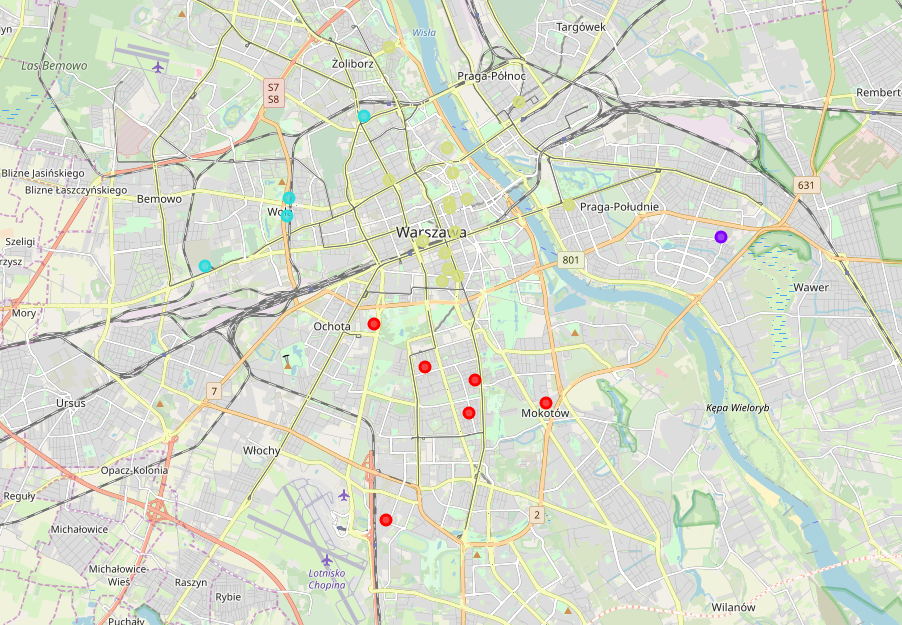 yn
Targówek
Wisła
Las Bemowo
Żoliborz
Praga-Północ
S7
S8
Rembert
Blizne Jasińskiego
Blizne Łaszczyńskiego
631
Bemowo
Wola
Praga-Południe
Szeligi
Warszawa
rzysz
801
Wawer
Mory
Ochota
7
Ursus
Mokotów
Kępa Wieloryb
Włochy
Opacz-Kolonia
Reguły
2
Michałowice
Michałowice-
Wieś
Lotnisko
Chopina
Raszyn
Rybie
Wilanów
Puchały